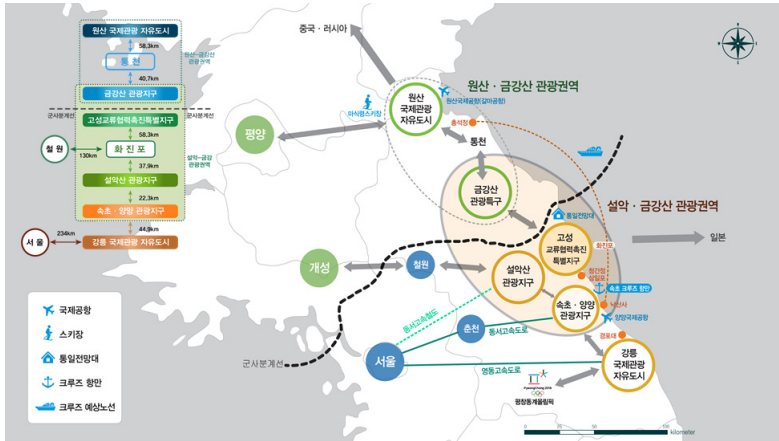 원산 국제관광 자유도시
58.3km
통천
40.7km
금강산 관광지구
원산~금강산
관광권역
군사분계선
군사분계선
고성교류협력촉진특별지구
58.3km
화진포
철원
130km
37.9km
설악~금강
관광권역
설악산 관광지구
22.3km
속초·양양 관광지구
44.9km
서울
234km
강릉 국제관광 자유도시
국제공항
스키장
통일전망대
크루즈 항만
크루즈 예상노선
중국·러시아
원산·금강산 관광권역
원산
국제관광
자유도시
원산국제공항(갈마공항)
마식령스키장
총석정
통천
평양
금강산
관광특구
설악·금강산 관광권역
통일전망대
고성
교류협력촉진
특별지구
화진포
일본
개성
철원
설악산
관광지구
청간정
속초 크루즈 항만
속초·양양
관광지구
낙산사
양양국제공항
동서고속철도
춘천
동서고속도로
군사분계선
서울
영동고속도로
경포대
강릉
국제관광
자유도시
PyeongChang 2018
평창동계올림픽
kilometer